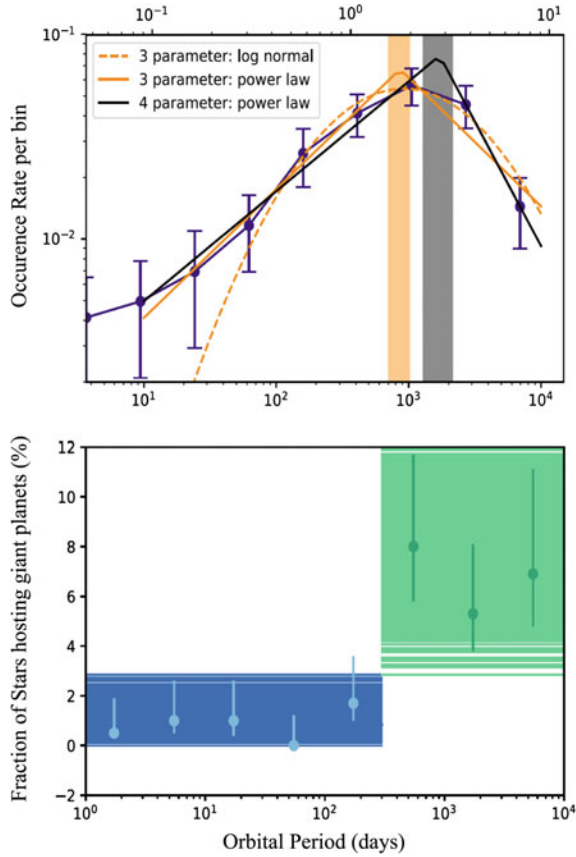 10⁻¹ 10⁰ 10¹
10⁻¹
3 parameter: log normal
3 parameter: power law
4 parameter: power law
10⁻²
Occurence Rate per bin
10¹ 10² 10³ 10⁴
12
10
8
6
4
2
0
−2
Fraction of Stars hosting giant planets (%)
10⁰ 10¹ 10² 10³ 10⁴
Orbital Period (days)